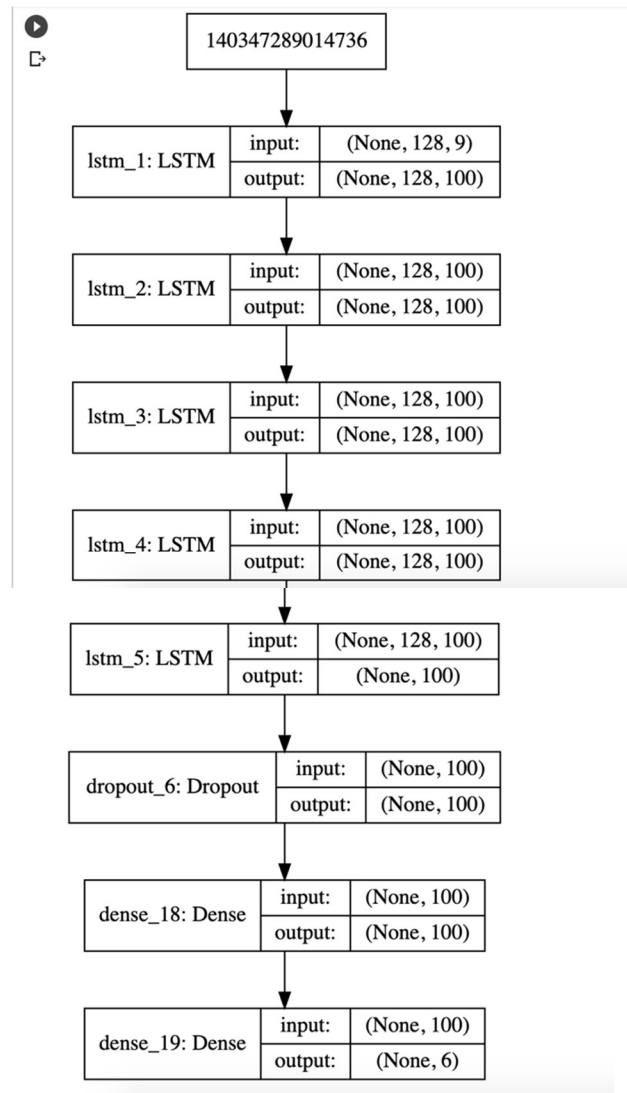 140347289014736
lstm_1: LSTM
input:
(None, 128, 9)
output:
(None, 128, 100)
lstm_2: LSTM
input:
(None, 128, 100)
output:
(None, 128, 100)
lstm_3: LSTM
input:
(None, 128, 100)
output:
(None, 128, 100)
lstm_4: LSTM
input:
(None, 128, 100)
output:
(None, 128, 100)
lstm_5: LSTM
input:
(None, 128, 100)
output:
(None, 100)
dropout_6: Dropout
input:
(None, 100)
output:
(None, 100)
dense_18: Dense
input:
(None, 100)
output:
(None, 100)
dense_19: Dense
input:
(None, 100)
output:
(None, 6)